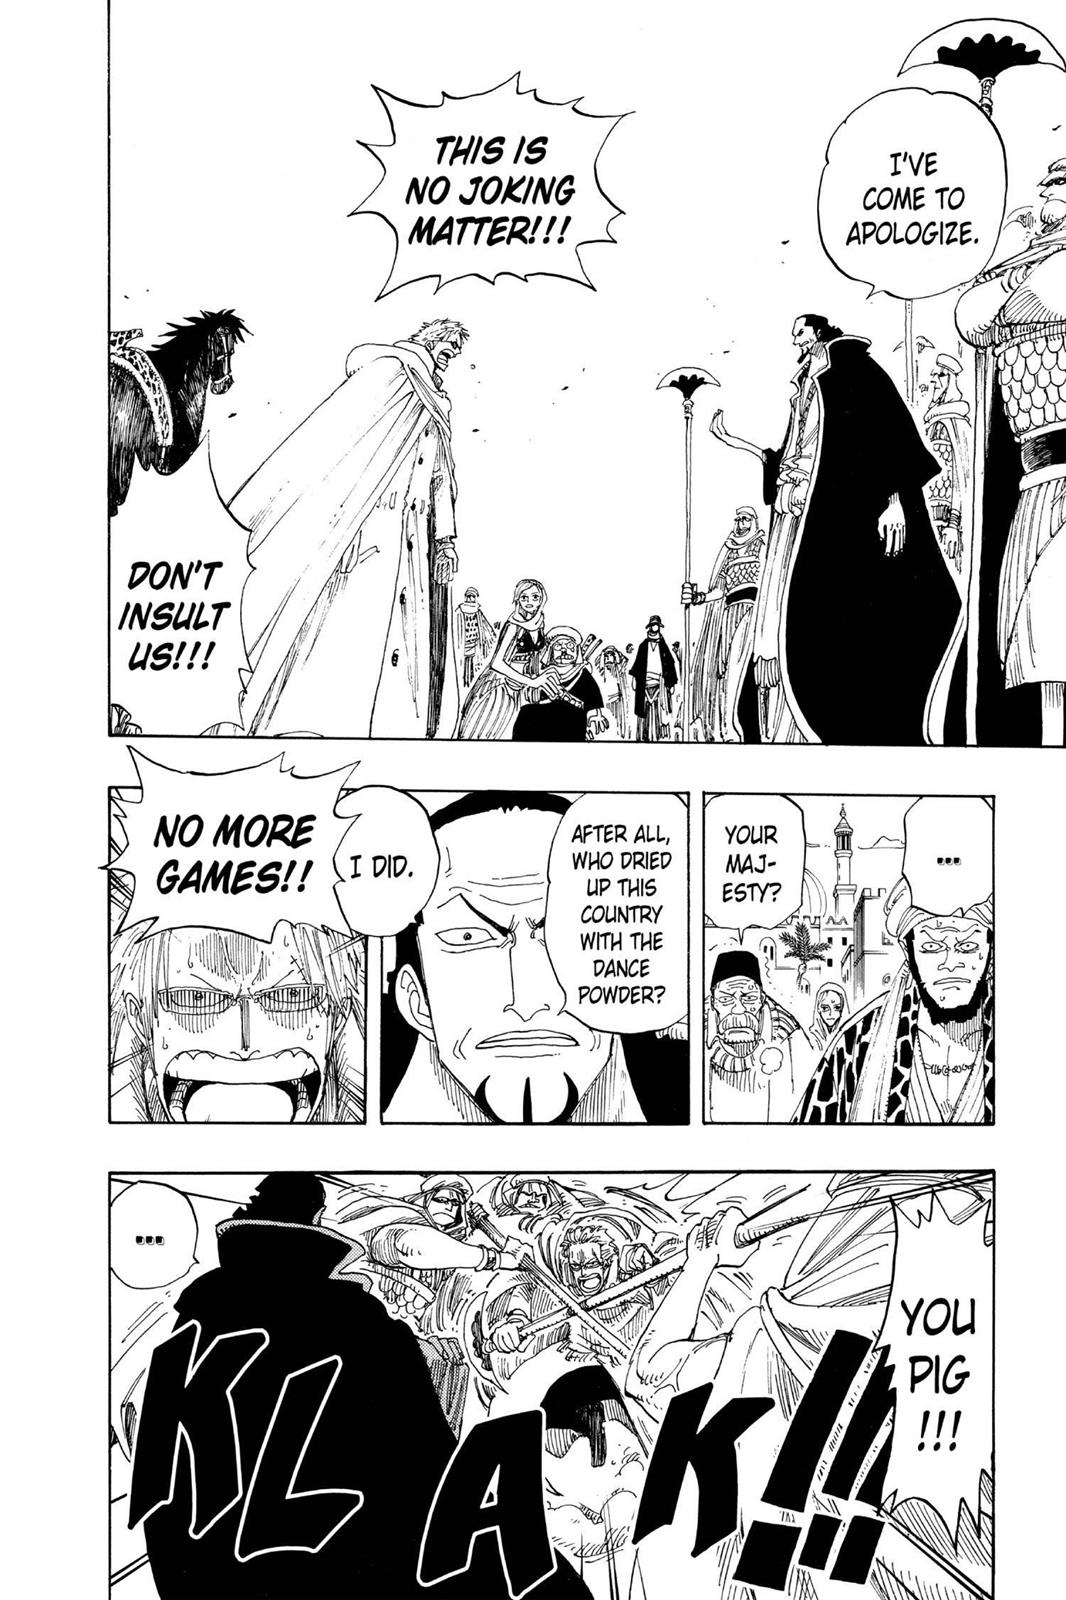 I'VE
COME TO
APOLOGIZE.
THIS IS
NO JOKING
MATTER!!!
DON'T
INSULT
US!!!
...
YOUR
MAJ-
ESTY?
AFTER ALL,
WHO DRIED
UP THIS
COUNTRY
WITH THE
DANCE
POWDER?
I DID.
NO MORE
GAMES!!
YOU
PIG
!!!
KLAK!!
...